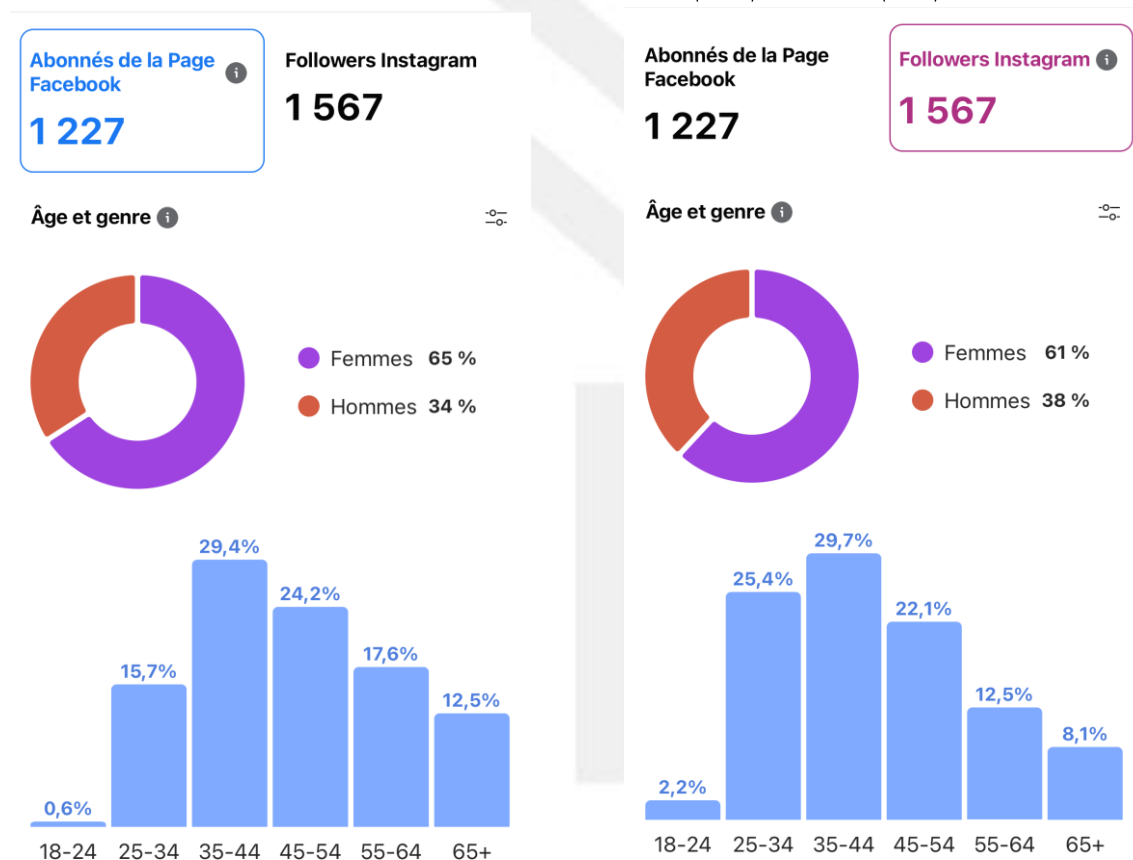 Abonnés de la Page
Facebook
1 227
Followers Instagram
1 567
Âge et genre
Femmes 65 %
Hommes 34 %
29,4%
24,2%
17,6%
15,7%
12,5%
0,6%
18-24 25-34 35-44 45-54 55-64 65+
Abonnés de la Page
Facebook
1 227
Followers Instagram
1 567
Âge et genre
Femmes 61 %
Hommes 38 %
29,7%
25,4%
22,1%
12,5%
8,1%
2,2%
18-24 25-34 35-44 45-54 55-64 65+